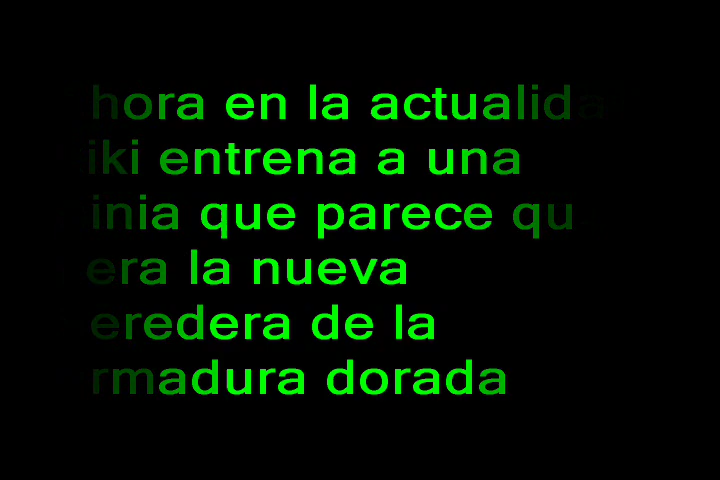 hora en la actualida
iki entrena a una
inia que parece qu
era la nueva
eredera de la
rmadura dorada